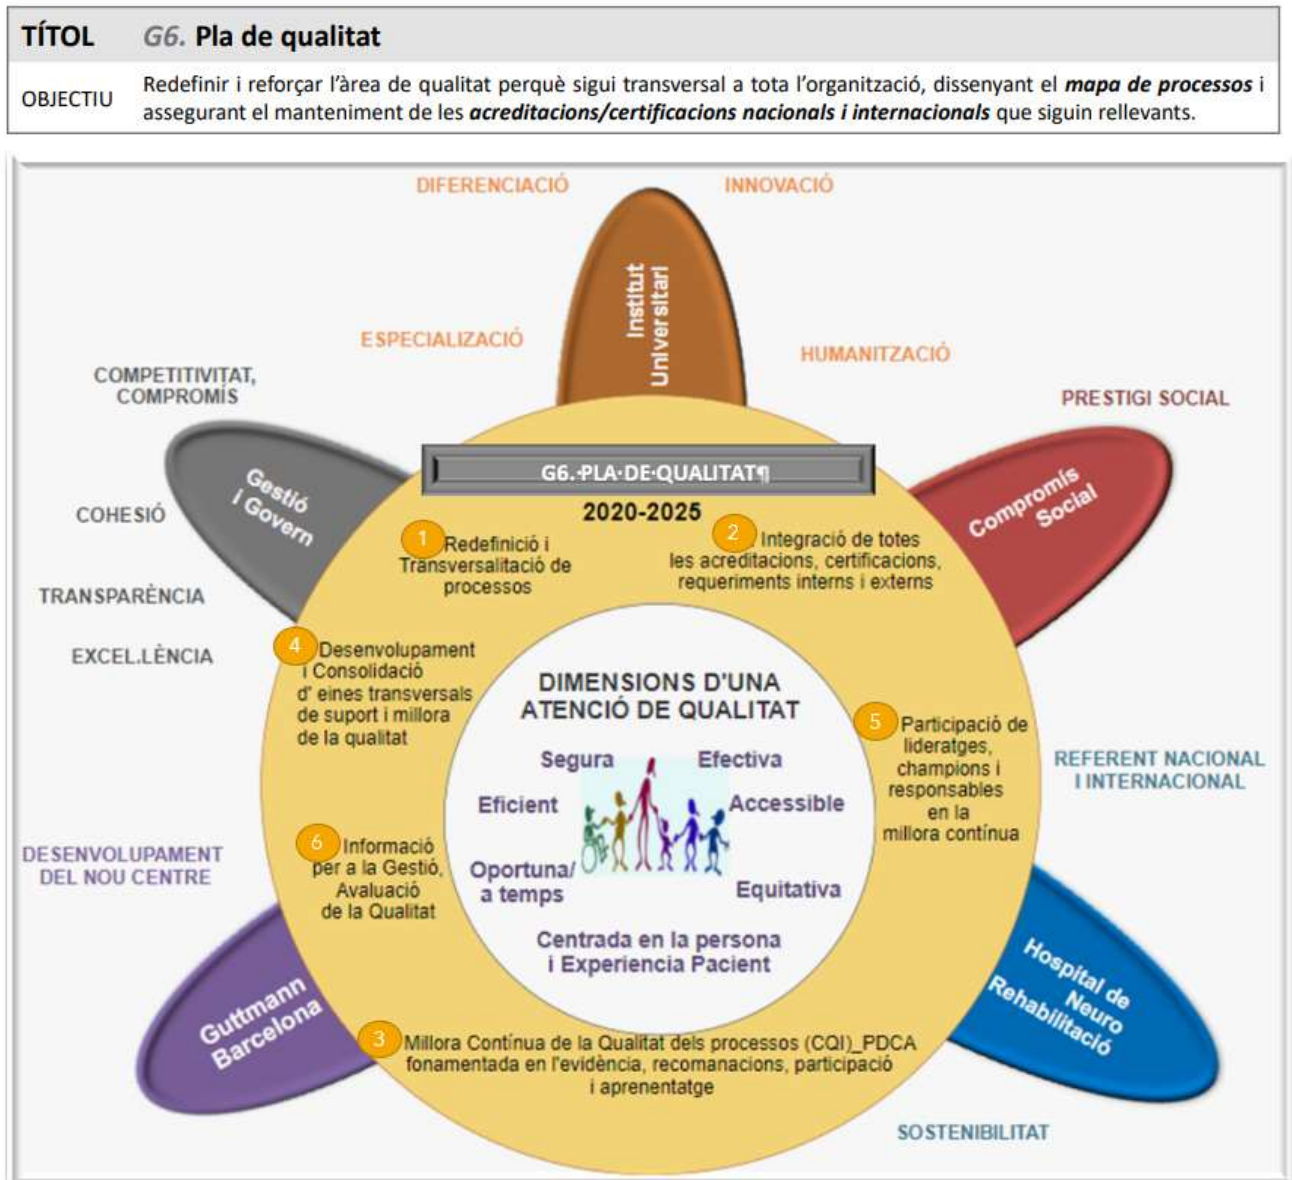 TÍTOL G6. Pla de qualitat
OBJECTIU Redefinir i reforçar l'àrea de qualitat perquè sigui transversal a tota l'organització, dissenyant el mapa de processos i
assegurant el manteniment de les acreditacions/certificacions nacionals i internacionals que siguin rellevants.
DIFERENCIACIÓ
INNOVACIÓ
Institut
Universitari
ESPECIALIZACIÓ
HUMANITZACIÓ
COMPETITIVITAT,
COMPROMÍS
PRESTIGI SOCIAL
Gestió
i Govern
Compromís
Social
COHESIÓ
TRANSPARÈNCIA
EXCEL.LÈNCIA
G6.·PLA·DE·QUALITAT¶
2020-2025
1 Redefinició i
Transversalitació de
processos
2 Integració de totes
les acreditacions, certificacions,
requeriments interns i externs
4 Desenvolupament
i Consolidació
d' eines transversals
de suport i millora
de la qualitat
DIMENSIONS D'UNA
ATENCIÓ DE QUALITAT
Segura
Efectiva
Eficient
Accessible
Oportuna/
a temps
Equitativa
Centrada en la persona
i Experiencia Pacient
5 Participació de
lideratges,
champions i
responsables
en la
millora contínua
REFERENT NACIONAL
I INTERNACIONAL
6 Informació
per a la Gestió,
Avaluació
de la Qualitat
DESENVOLUPAMENT
DEL NOU CENTRE
Guttmann
Barcelona
Hospital de
Neuro
Rehabilitació
3 Millora Contínua de la Qualitat dels processos (CQI)_PDCA
fonamentada en l'evidència, recomanacions, participació
i aprenentatge
SOSTENIBILITAT